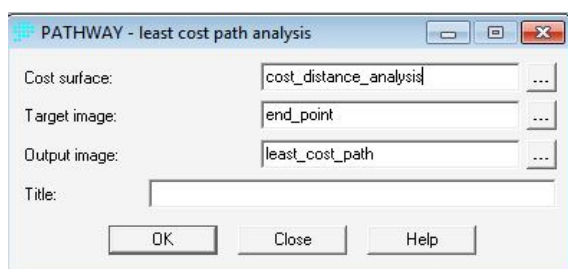 PATHWAY - least cost path analysis
Cost surface: cost_distance_analysis ...
Target image: end_point ...
Output image: least_cost_path ...
Title:
OK Close Help